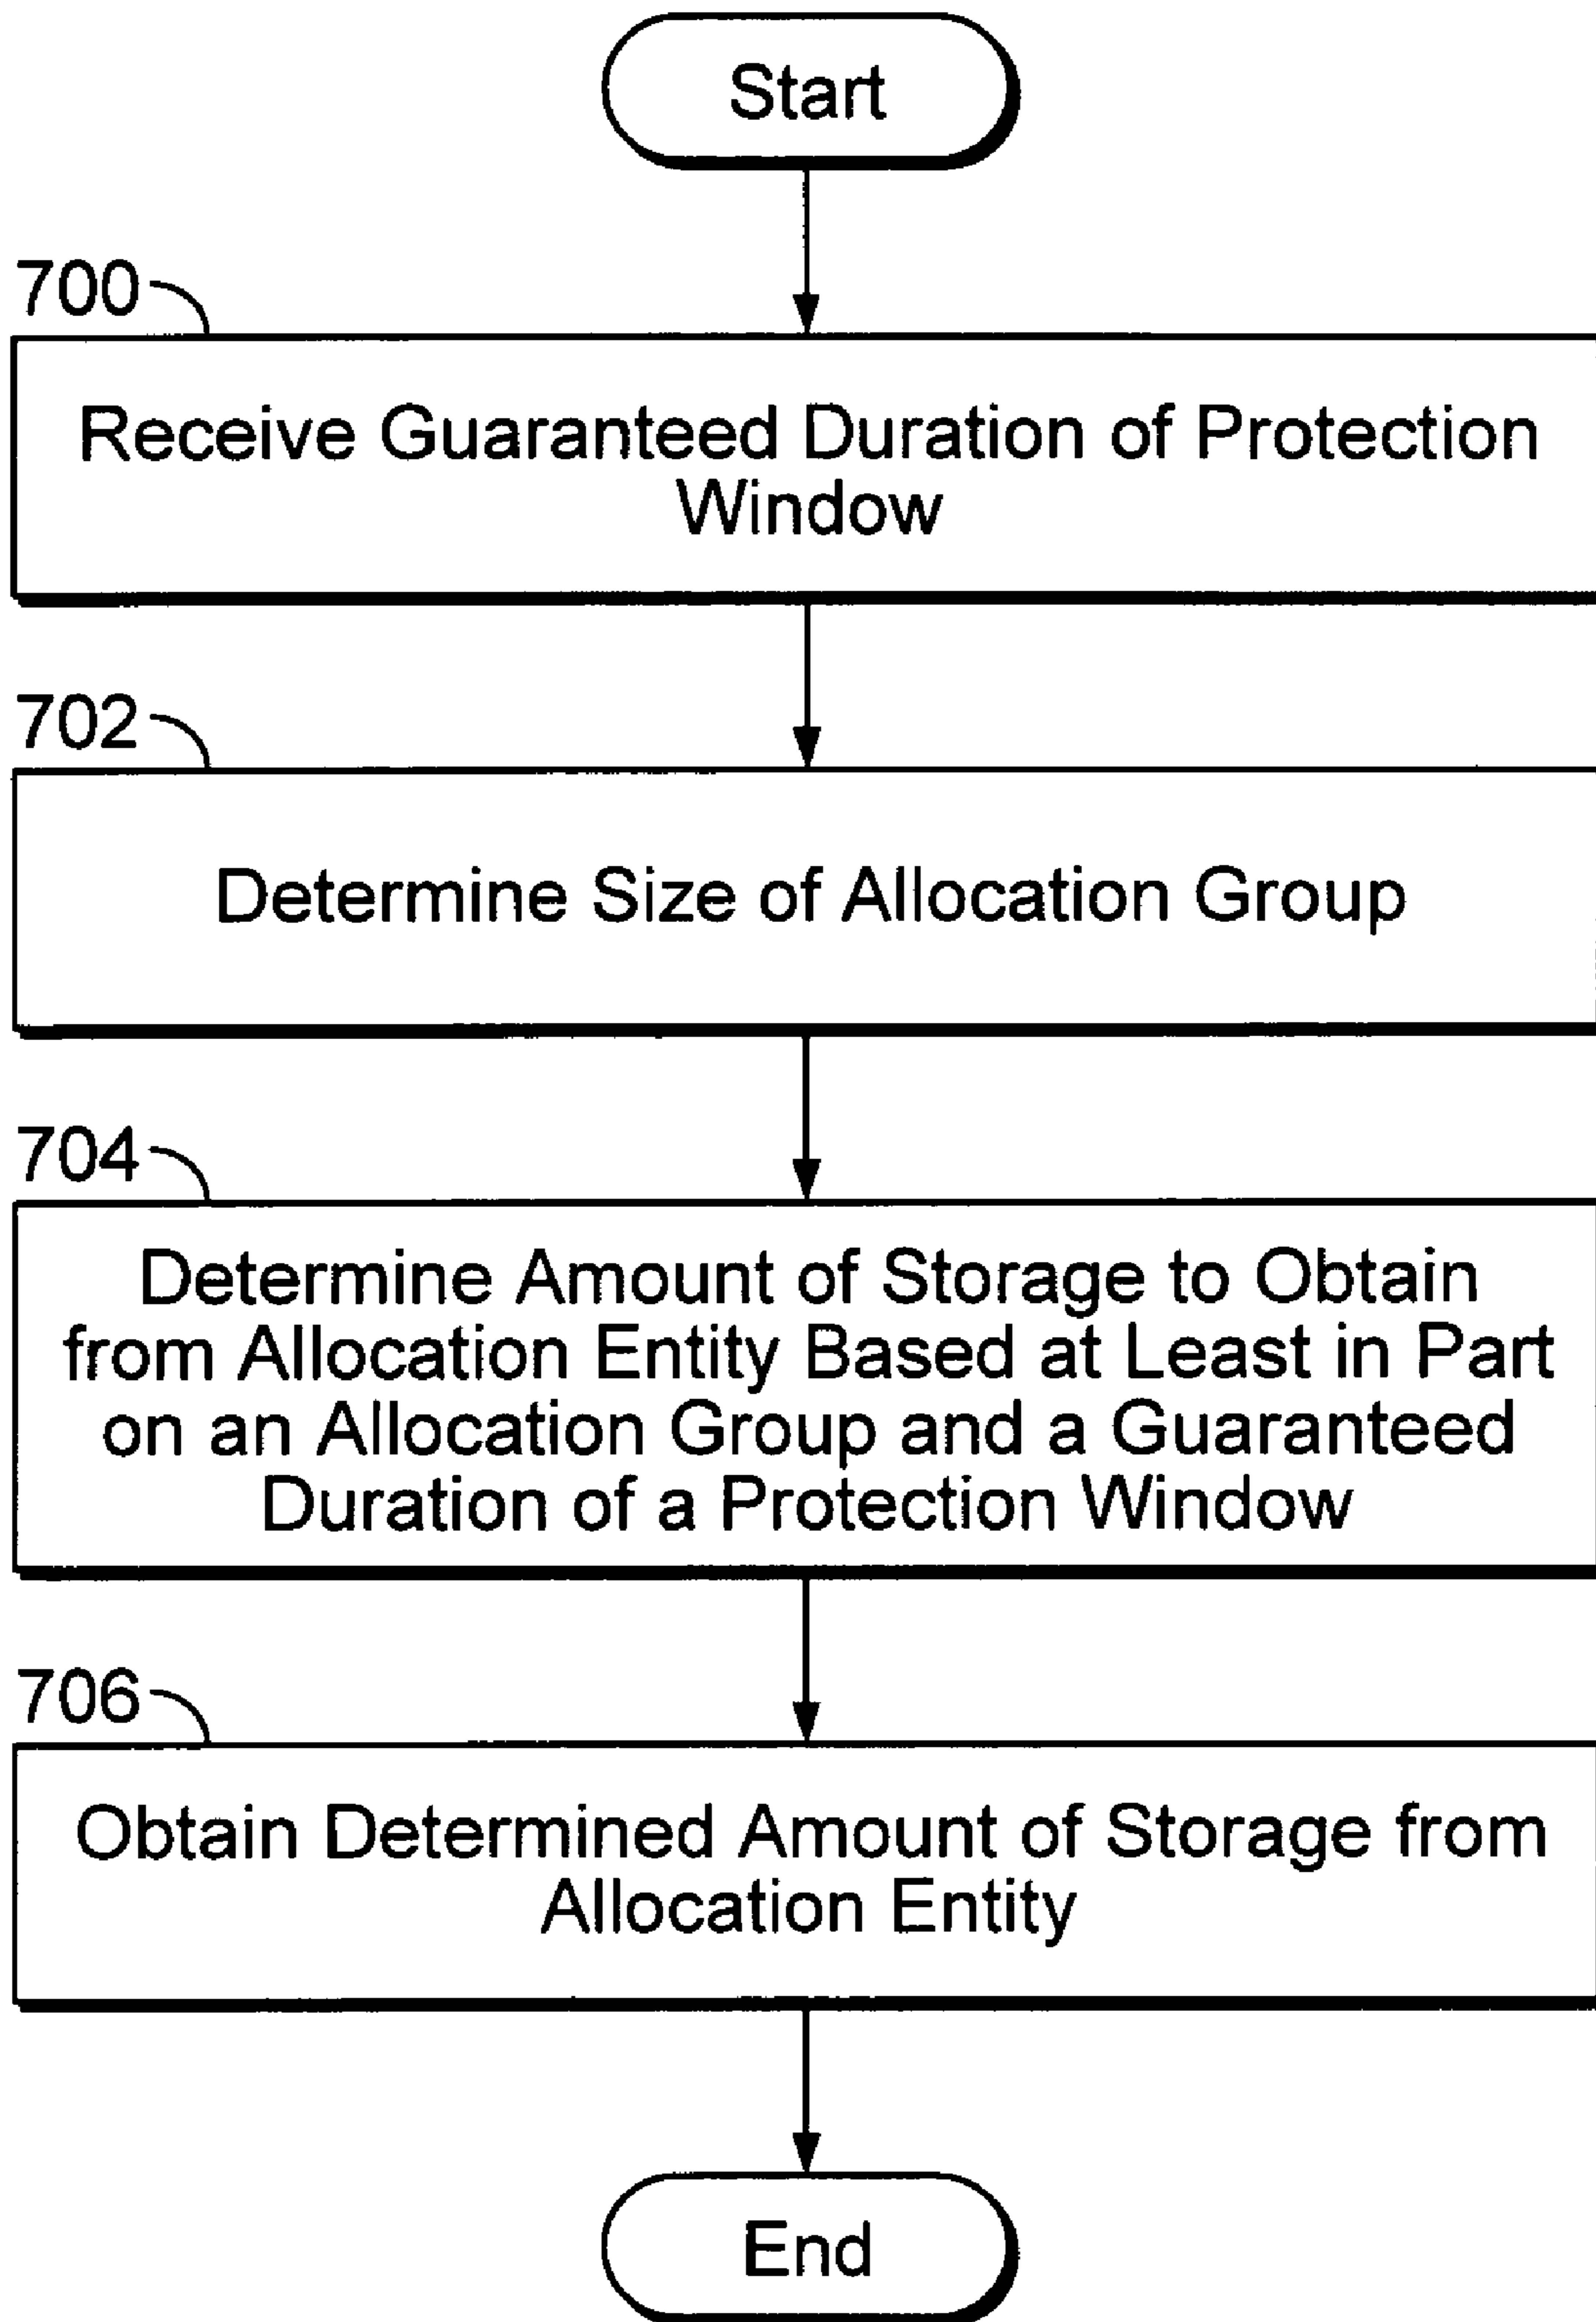 Start
700
Receive Guaranteed Duration of Protection
Window
702
Determine Size of Allocation Group
704
Determine Amount of Storage to Obtain
from Allocation Entity Based at Least in Part
on an Allocation Group and a Guaranteed
Duration of a Protection Window
706
Obtain Determined Amount of Storage from
Allocation Entity
End